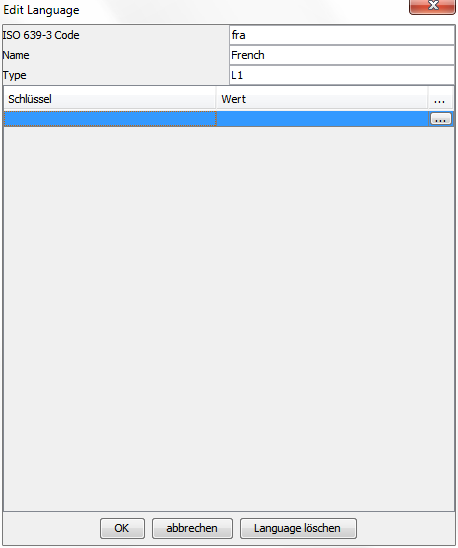 Edit Language
ISO 639-3 Code fra
Name French
Type L1
Schlüssel Wert ...
...
OK abbrechen Language löschen